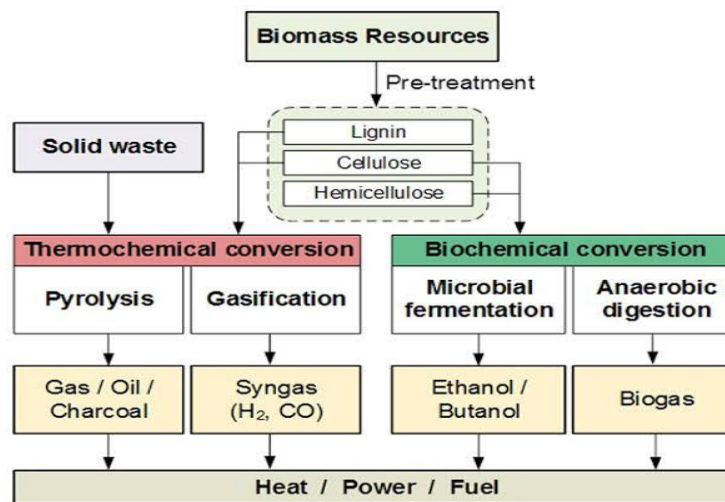 Biomass Resources
Pre-treatment
Solid waste
Lignin
Cellulose
Hemicellulose
Thermochemical conversion
Biochemical conversion
Pyrolysis
Gasification
Microbial
fermentation
Anaerobic
digestion
Gas / Oil /
Charcoal
Syngas
(H₂, CO)
Ethanol /
Butanol
Biogas
Heat / Power / Fuel